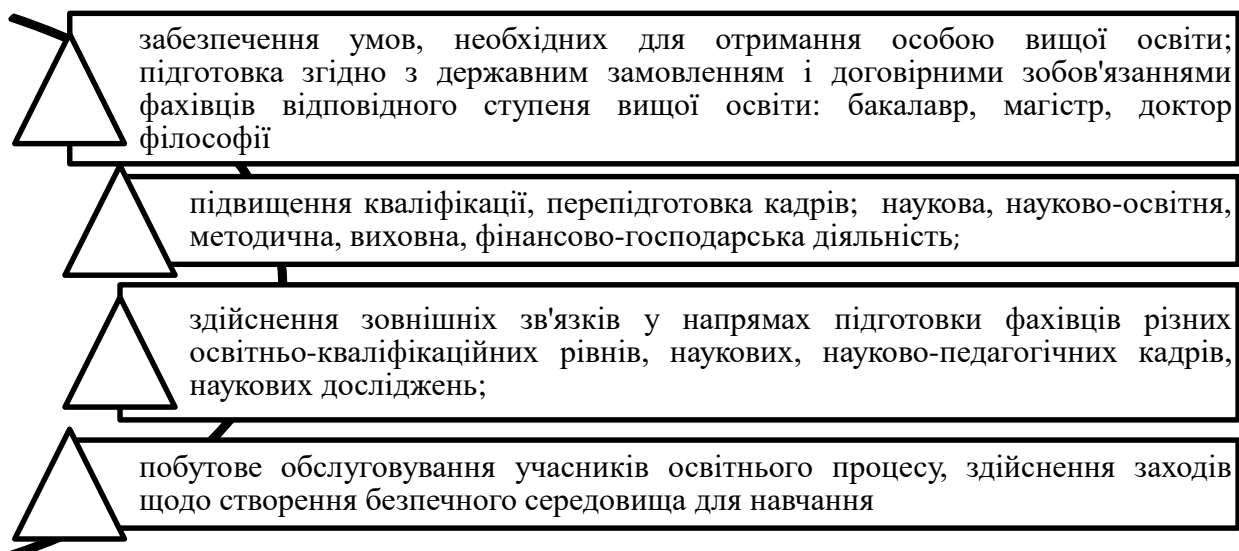 забезпечення умов, необхідних для отримання особою вищої освіти;
підготовка згідно з державним замовленням і договірними зобов'язаннями
фахівців відповідного ступеня вищої освіти: бакалавр, магістр, доктор
філософії
підвищення кваліфікації, перепідготовка кадрів; наукова, науково-освітня,
методична, виховна, фінансово-господарська діяльність;
здійснення зовнішніх зв'язків у напрямах підготовки фахівців різних
освітньо-кваліфікаційних рівнів, наукових, науково-педагогічних кадрів,
наукових досліджень;
побутове обслуговування учасників освітнього процесу, здійснення заходів
щодо створення безпечного середовища для навчання